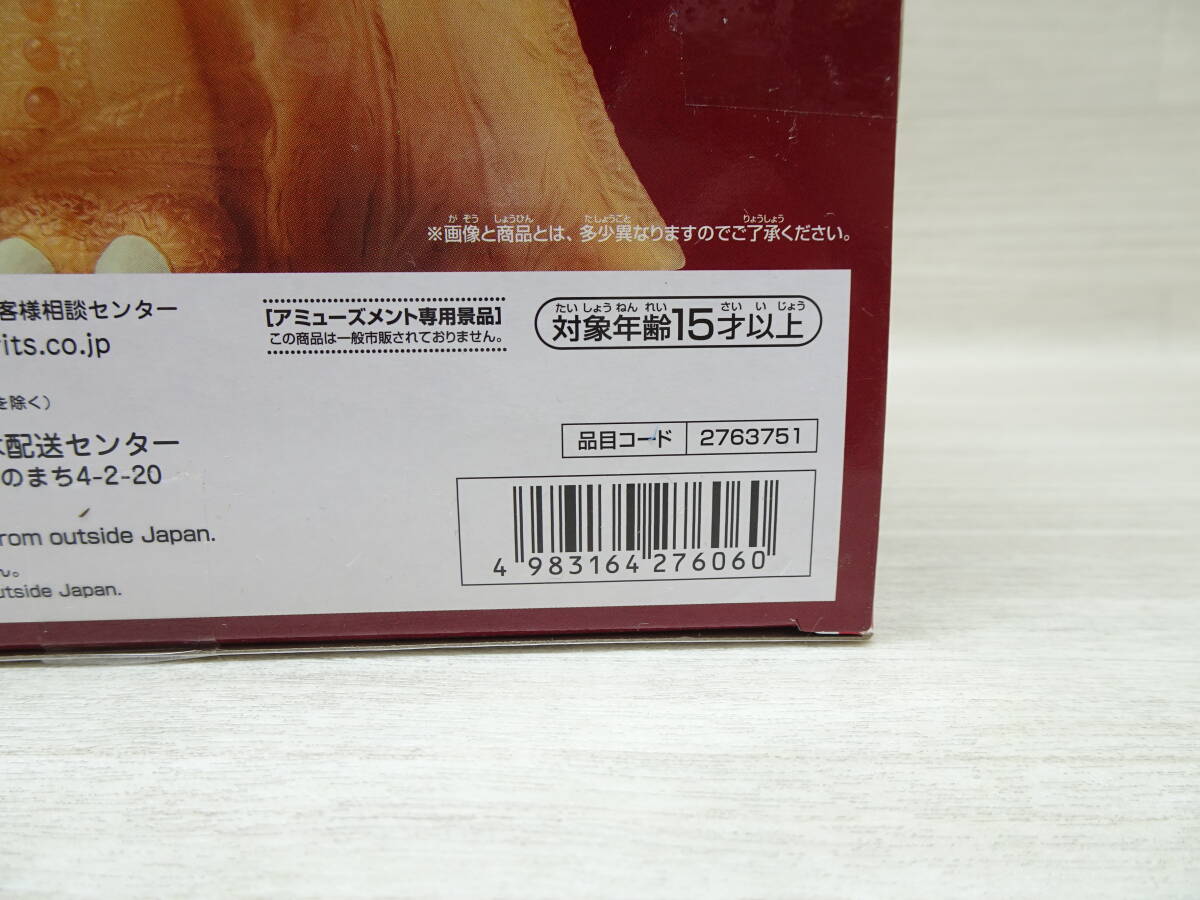 ※画像と商品とは、多少異なりますのでご了承ください。
がぞう しょうひん たしょうこと りょうしょう
客様相談センター
its.co.jp
[アミューズメント専用景品]
この商品は一般市販されておりません。
たいしょうねんれい さいいじょう
対象年齢15才以上
を除く)
配送センター
のまち4-2-20
品目コード 2763751
rom outside Japan.
ん。
utside Japan.
4 983164 276060